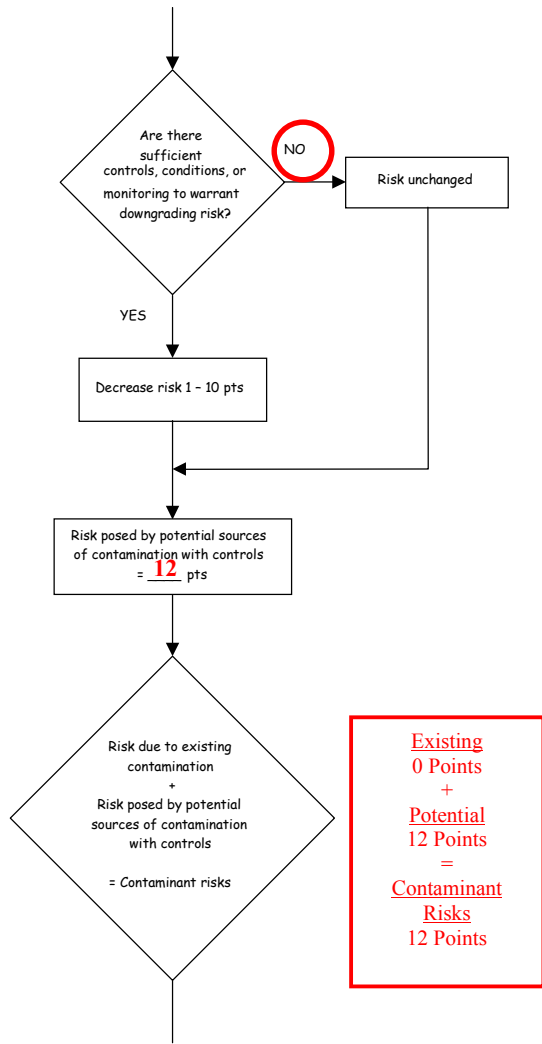 Are there
sufficient
controls, conditions, or
monitoring to warrant
downgrading risk?
NO
Risk unchanged
YES
Decrease risk 1 – 10 pts
Risk posed by potential sources
of contamination with controls
= 12 pts
Risk due to existing
contamination
+
Risk posed by potential
sources of contamination
with controls
= Contaminant risks
Existing
0 Points
+
Potential
12 Points
=
Contaminant
Risks
12 Points